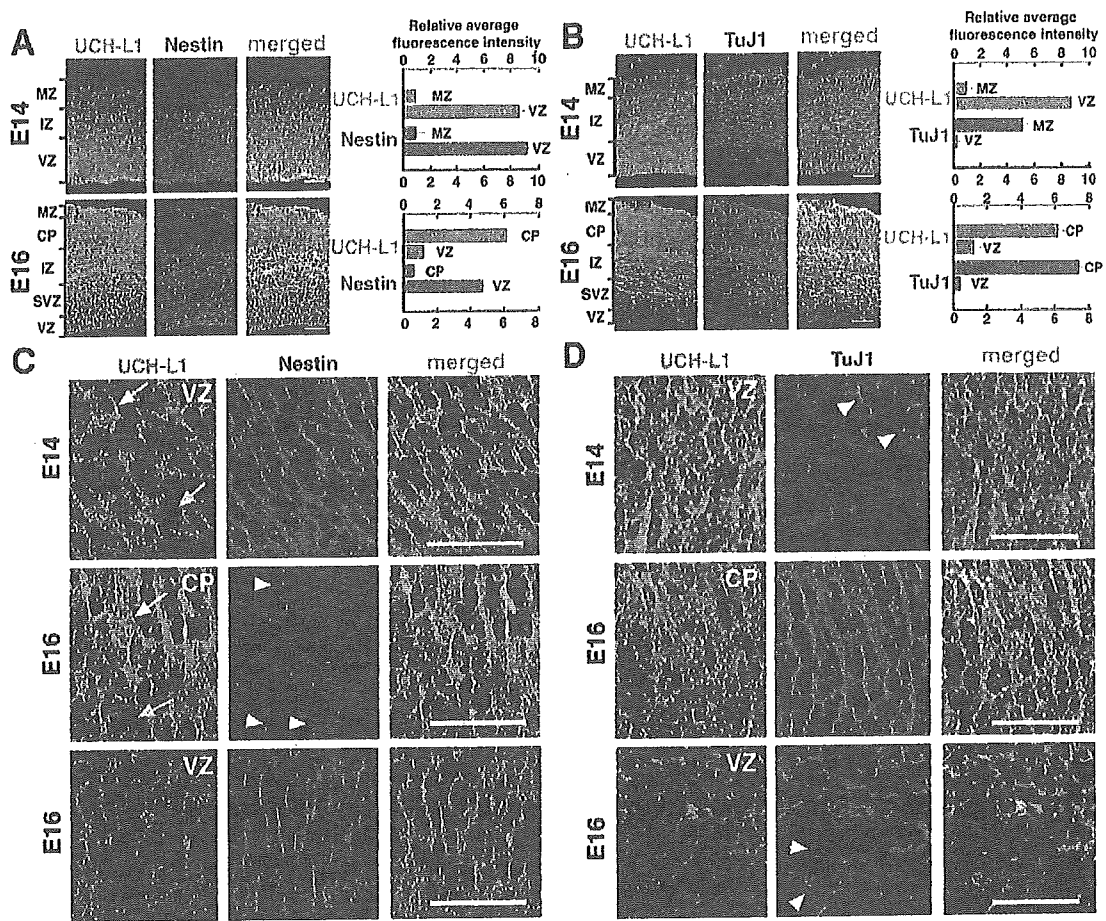 A
UCH-L1 Nestin merged
Relative average
fluorescence intensity
0 2 4 6 8 10
E14
MZ
IZ
VZ
UCH-L1
MZ
VZ
Nestin
MZ
VZ
0 2 4 6 8 10
E16
MZ
CP
IZ
SVZ
VZ
0 2 4 6 8
UCH-L1
CP
VZ
Nestin
CP
VZ
0 2 4 6 8
B
UCH-L1 TuJ1 merged
Relative average
fluorescence intensity
0 2 4 6 8 10
E14
MZ
IZ
VZ
UCH-L1
MZ
VZ
TuJ1
MZ
VZ
0 2 4 6 8 10
E16
MZ
CP
IZ
SVZ
VZ
0 2 4 6 8
UCH-L1
CP
VZ
TuJ1
CP
VZ
0 2 4 6 8
C
UCH-L1 Nestin merged
E14
VZ
E16
CP
E16
VZ
D
UCH-L1 TuJ1 merged
E14
VZ
E16
CP
E16
VZ